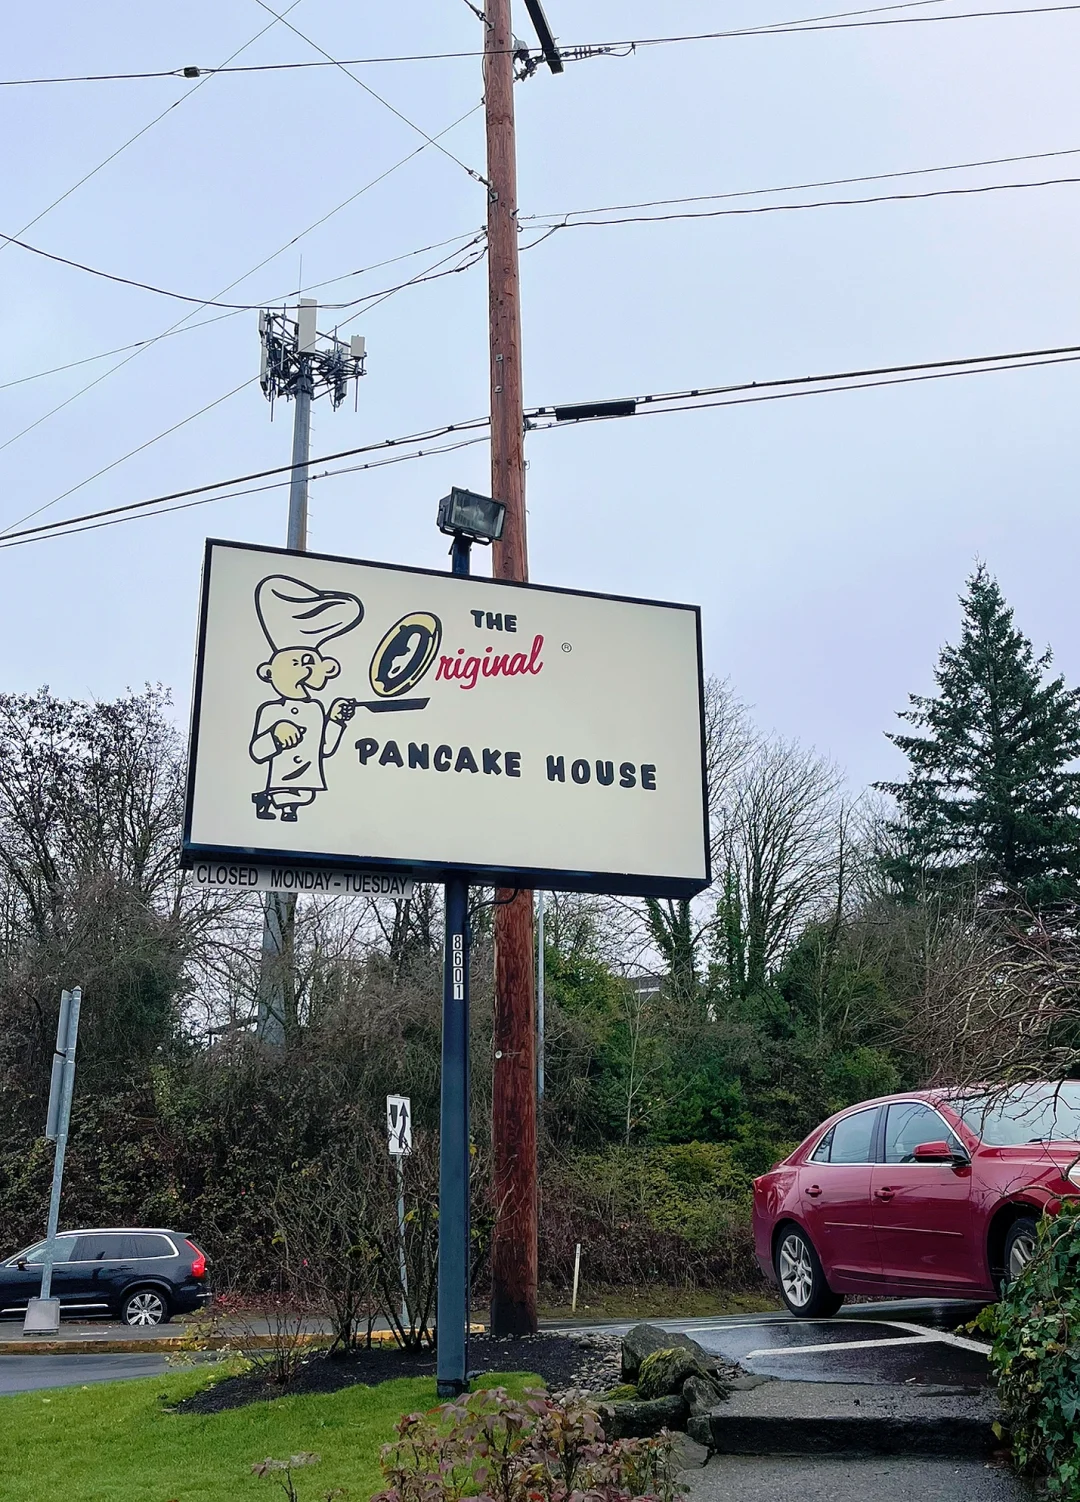 THE
Original ®
PANCAKE HOUSE
CLOSED MONDAY-TUESDAY
8601